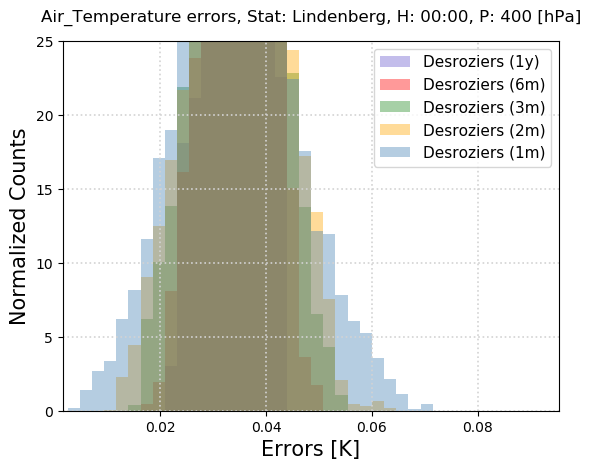 Air_Temperature errors, Stat: Lindenberg, H: 00:00, P: 400 [hPa]
Normalized Counts
25
20
15
10
5
0
Desroziers (1y)
Desroziers (6m)
Desroziers (3m)
Desroziers (2m)
Desroziers (1m)
0.02 0.04 0.06 0.08
Errors [K]